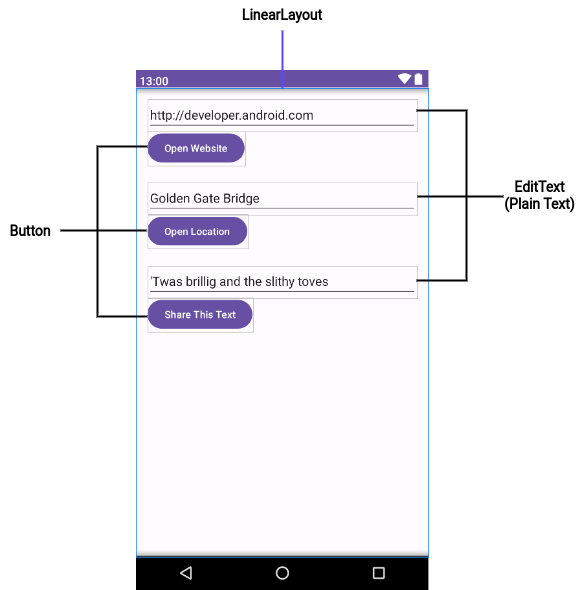 LinearLayout
13:00
http://developer.android.com
Open Website
EditText
(Plain Text)
Golden Gate Bridge
Button
Open Location
'Twas brillig and the slithy toves
Share This Text